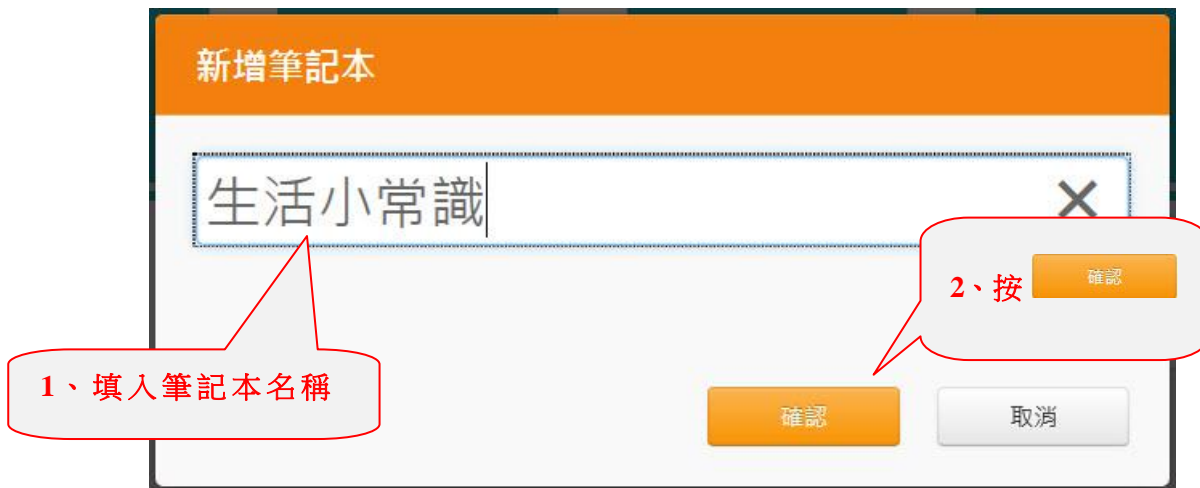 新增筆記本
生活小常識
2、按 確認
1、填入筆記本名稱
確認 取消